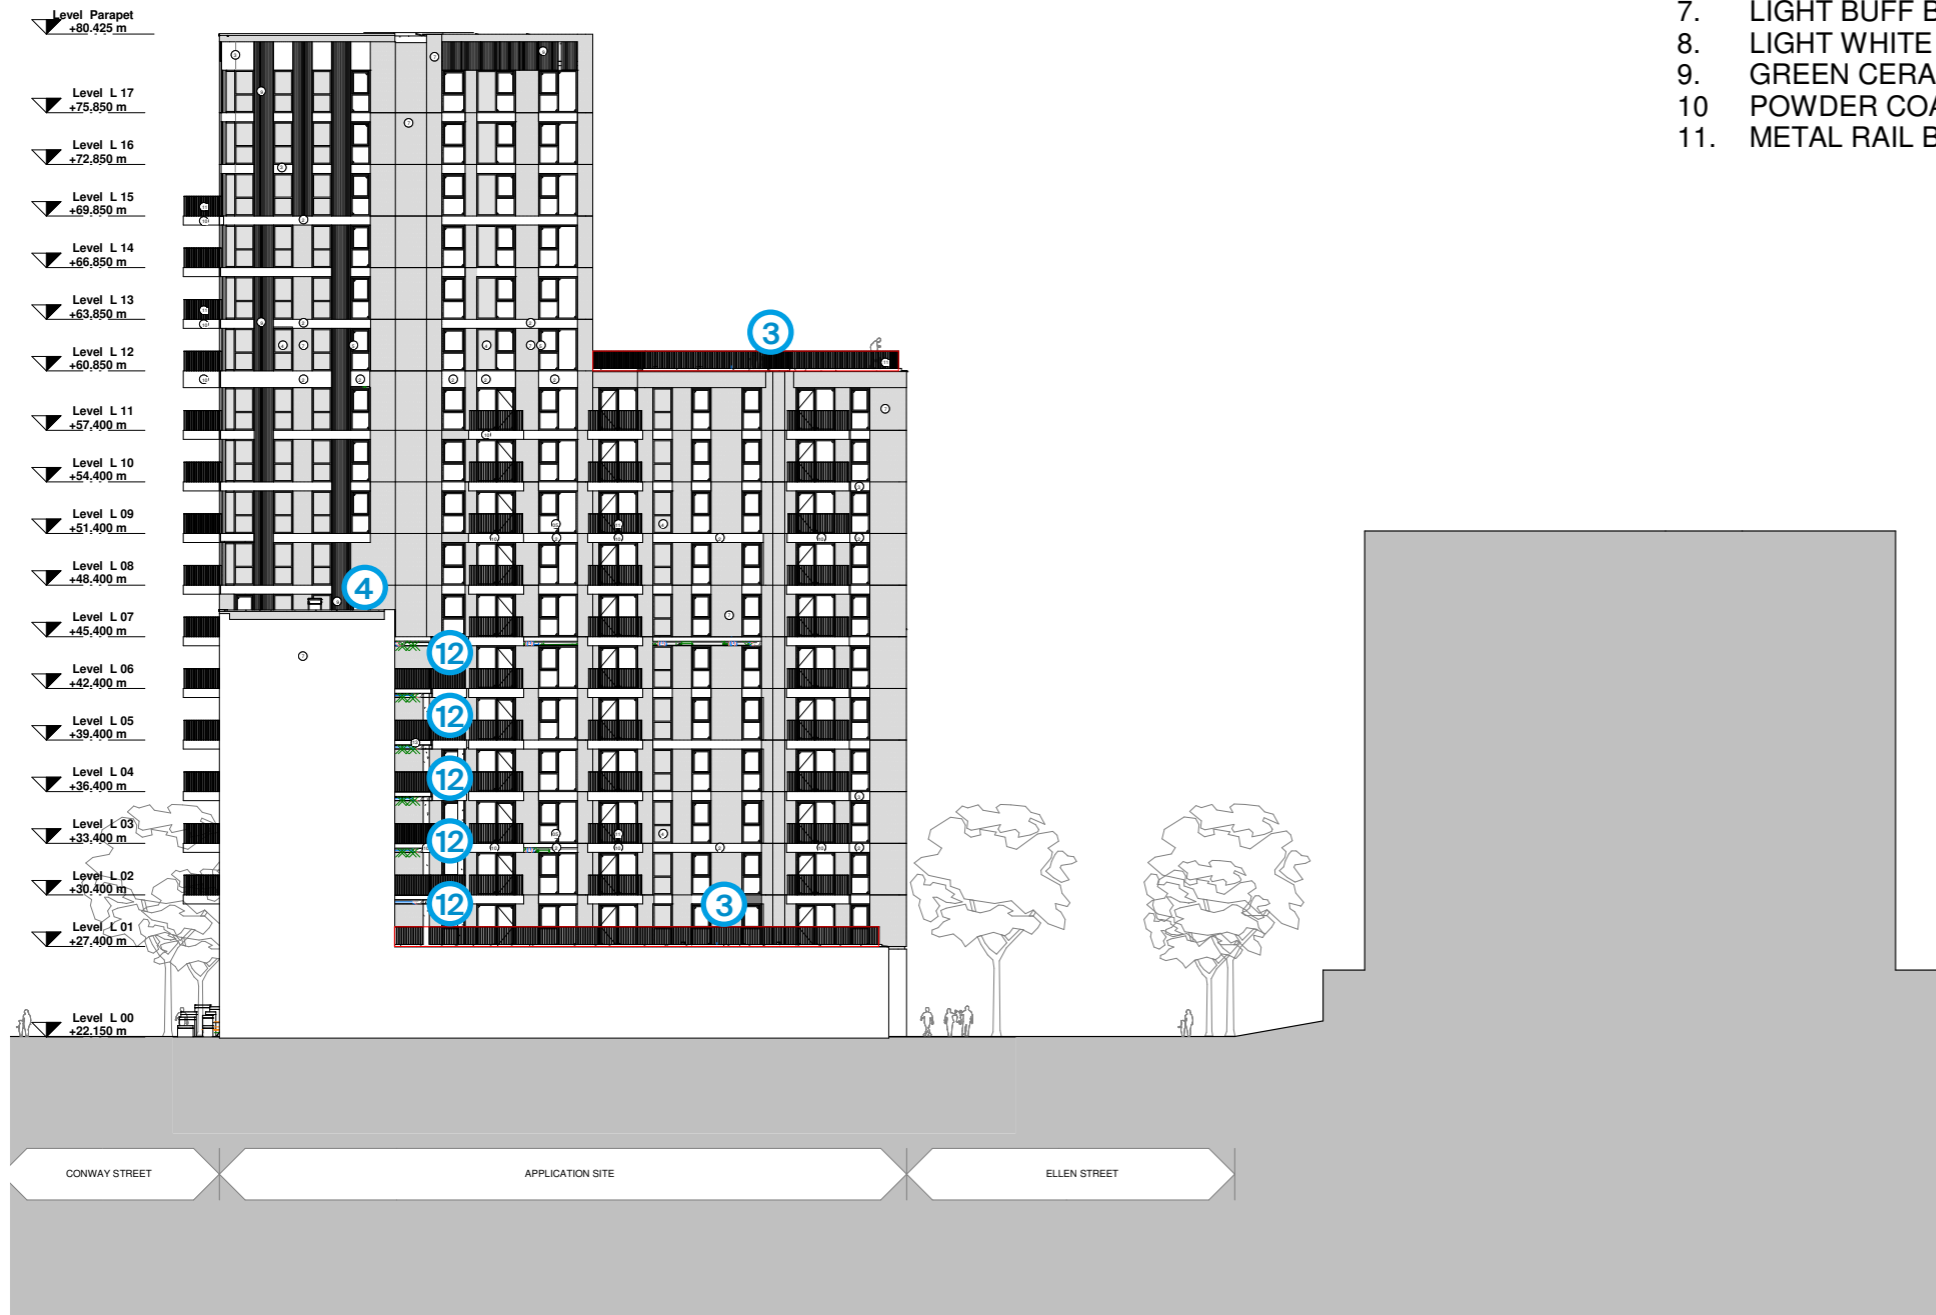 Level Parapet
+80.425 m
Level L 17
+75.850 m
Level L 16
+72.850 m
Level L 15
+69.850 m
Level L 14
+66.850 m
Level L 13
+63.850 m
Level L 12
+60.850 m
Level L 11
+57.400 m
Level L 10
+54.400 m
Level L 09
+51.400 m
Level L 08
+48.400 m
Level L 07
+45.400 m
Level L 06
+42.400 m
Level L 05
+39.400 m
Level L 04
+36.400 m
Level L 03
+33.400 m
Level L 02
+30.400 m
Level L 01
+27.400 m
Level L 00
+22.150 m
3
4
12
12
12
12
12
3
7. LIGHT BUFF B
8. LIGHT WHITE
9. GREEN CERA
10 POWDER COA
11. METAL RAIL B
CONWAY STREET
APPLICATION SITE
ELLEN STREET